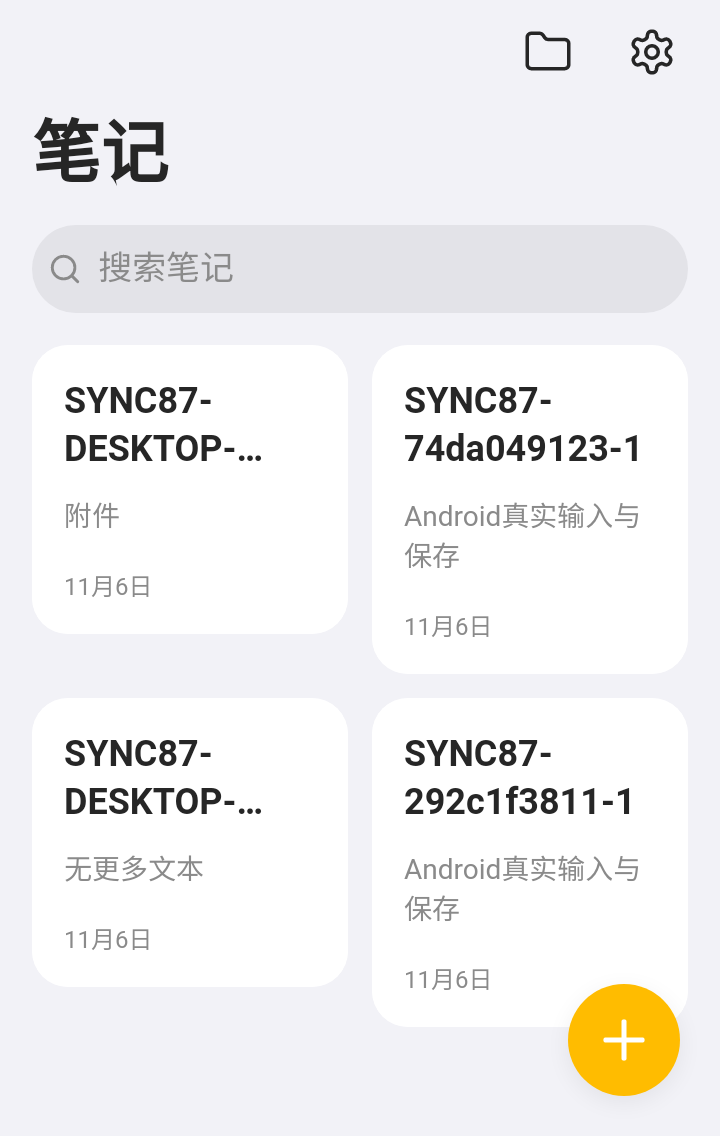 笔记
搜索笔记
SYNC87-
DESKTOP-…
附件
11月6日
SYNC87-
74da049123-1
Android真实输入与
保存
11月6日
SYNC87-
DESKTOP-…
无更多文本
11月6日
SYNC87-
292c1f3811-1
Android真实输入与
保存
11月6日